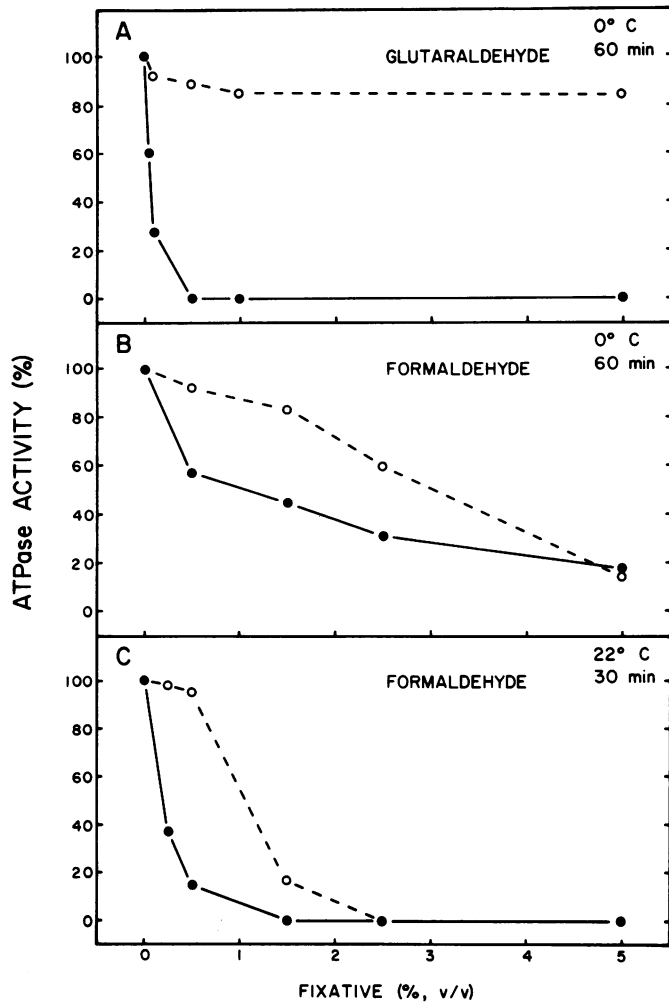 A
GLUTARALDEHYDE
0° C
60 min
100
80
60
40
20
0
B
FORMALDEHYDE
0° C
60 min
100
80
60
40
20
0
C
FORMALDEHYDE
22° C
30 min
100
80
60
40
20
0
ATPase ACTIVITY (%)
0 1 2 3 4 5
FIXATIVE (%, v/v)